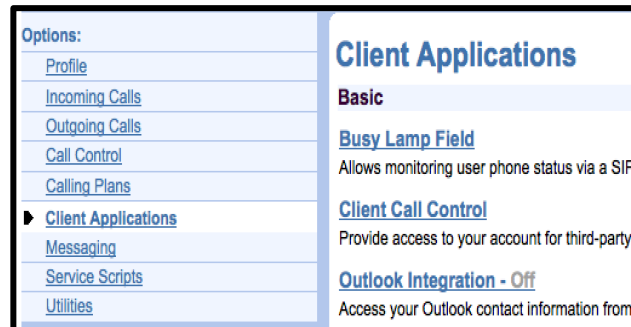 Options:
Profile
Incoming Calls
Outgoing Calls
Call Control
Calling Plans
Client Applications
Messaging
Service Scripts
Utilities
Client Applications
Basic
Busy Lamp Field
Allows monitoring user phone status via a SIP
Client Call Control
Provide access to your account for third-party
Outlook Integration - Off
Access your Outlook contact information from